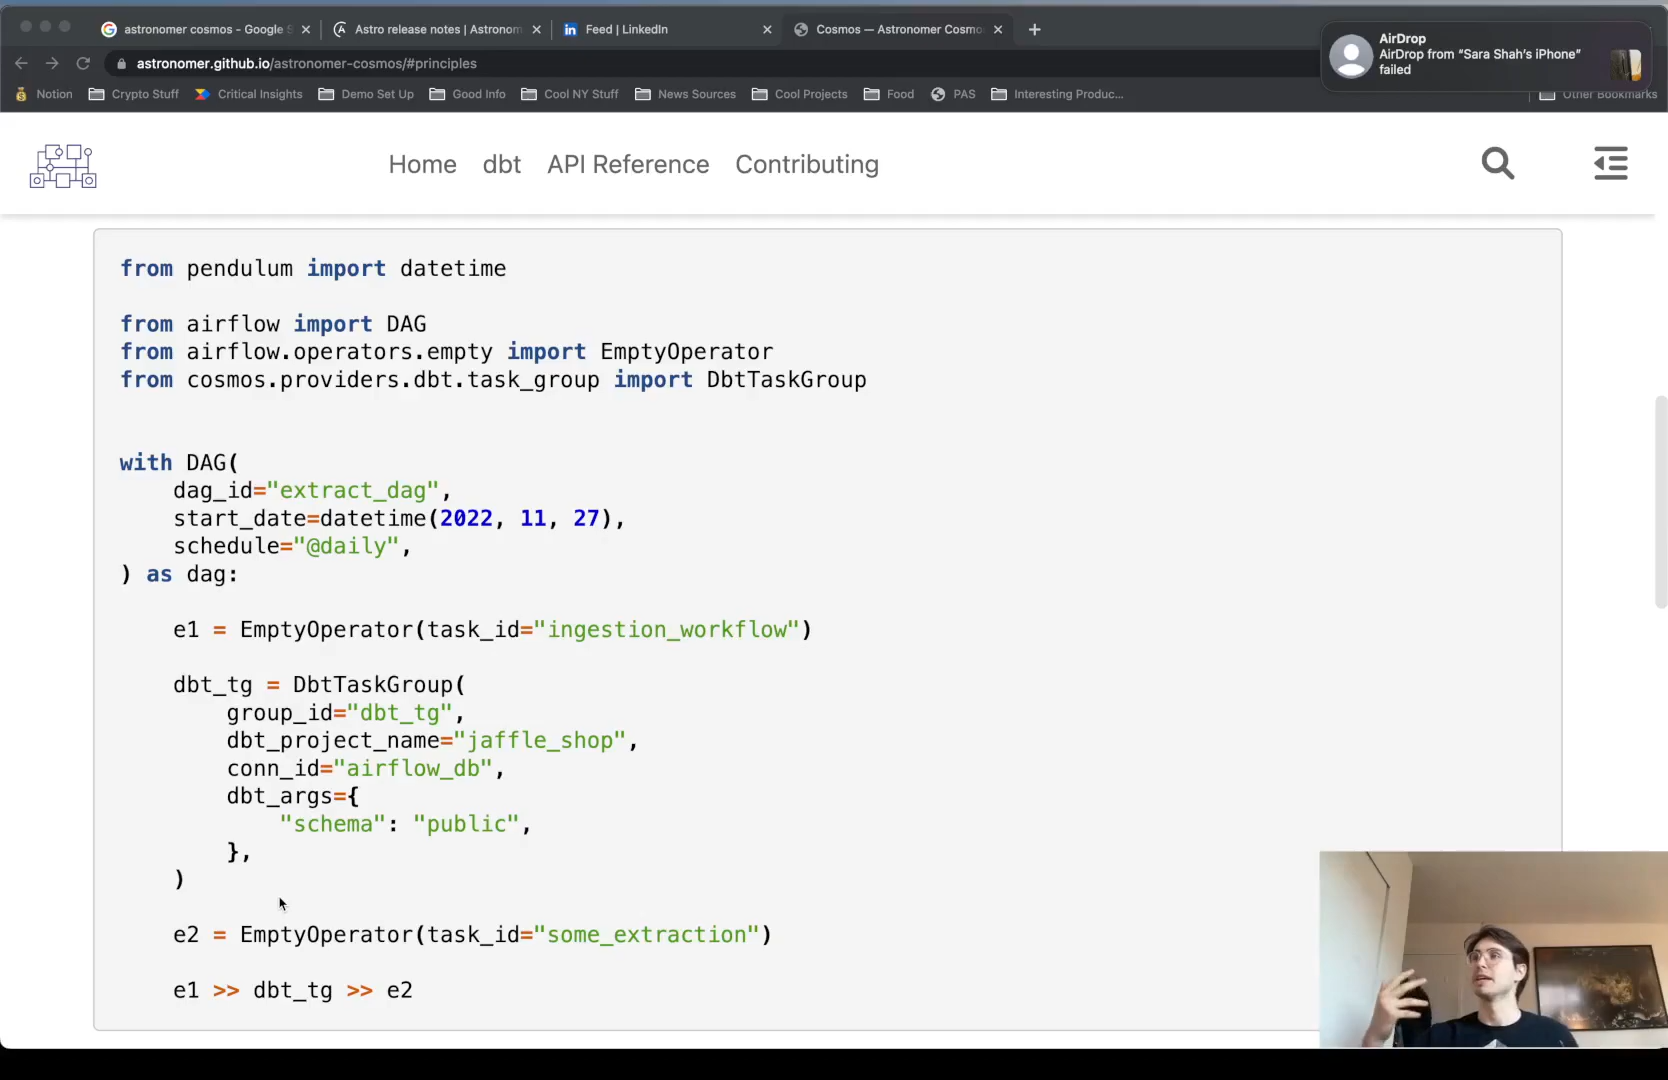 astronomer cosmos - Google S
Astro release notes | Astronom
Feed | LinkedIn
Cosmos — Astronomer Cosmo
astronomer.github.io/astronomer-cosmos/#principles
AirDrop
AirDrop from “Sara Shah’s iPhone”
failed
Notion
Crypto Stuff
Critical Insights
Demo Set Up
Good Info
Cool NY Stuff
News Sources
Cool Projects
Food
PAS
Interesting Produc...
Other Bookmarks
Home
dbt
API Reference
Contributing
from pendulum import datetime
from airflow import DAG
from airflow.operators.empty import EmptyOperator
from cosmos.providers.dbt.task_group import DbtTaskGroup
with DAG(
dag_id="extract_dag",
start_date=datetime(2022, 11, 27),
schedule="@daily",
) as dag:
e1 = EmptyOperator(task_id="ingestion_workflow")
dbt_tg = DbtTaskGroup(
group_id="dbt_tg",
dbt_project_name="jaffle_shop",
conn_id="airflow_db",
dbt_args={
"schema": "public",
},
)
e2 = EmptyOperator(task_id="some_extraction")
e1 >> dbt_tg >> e2